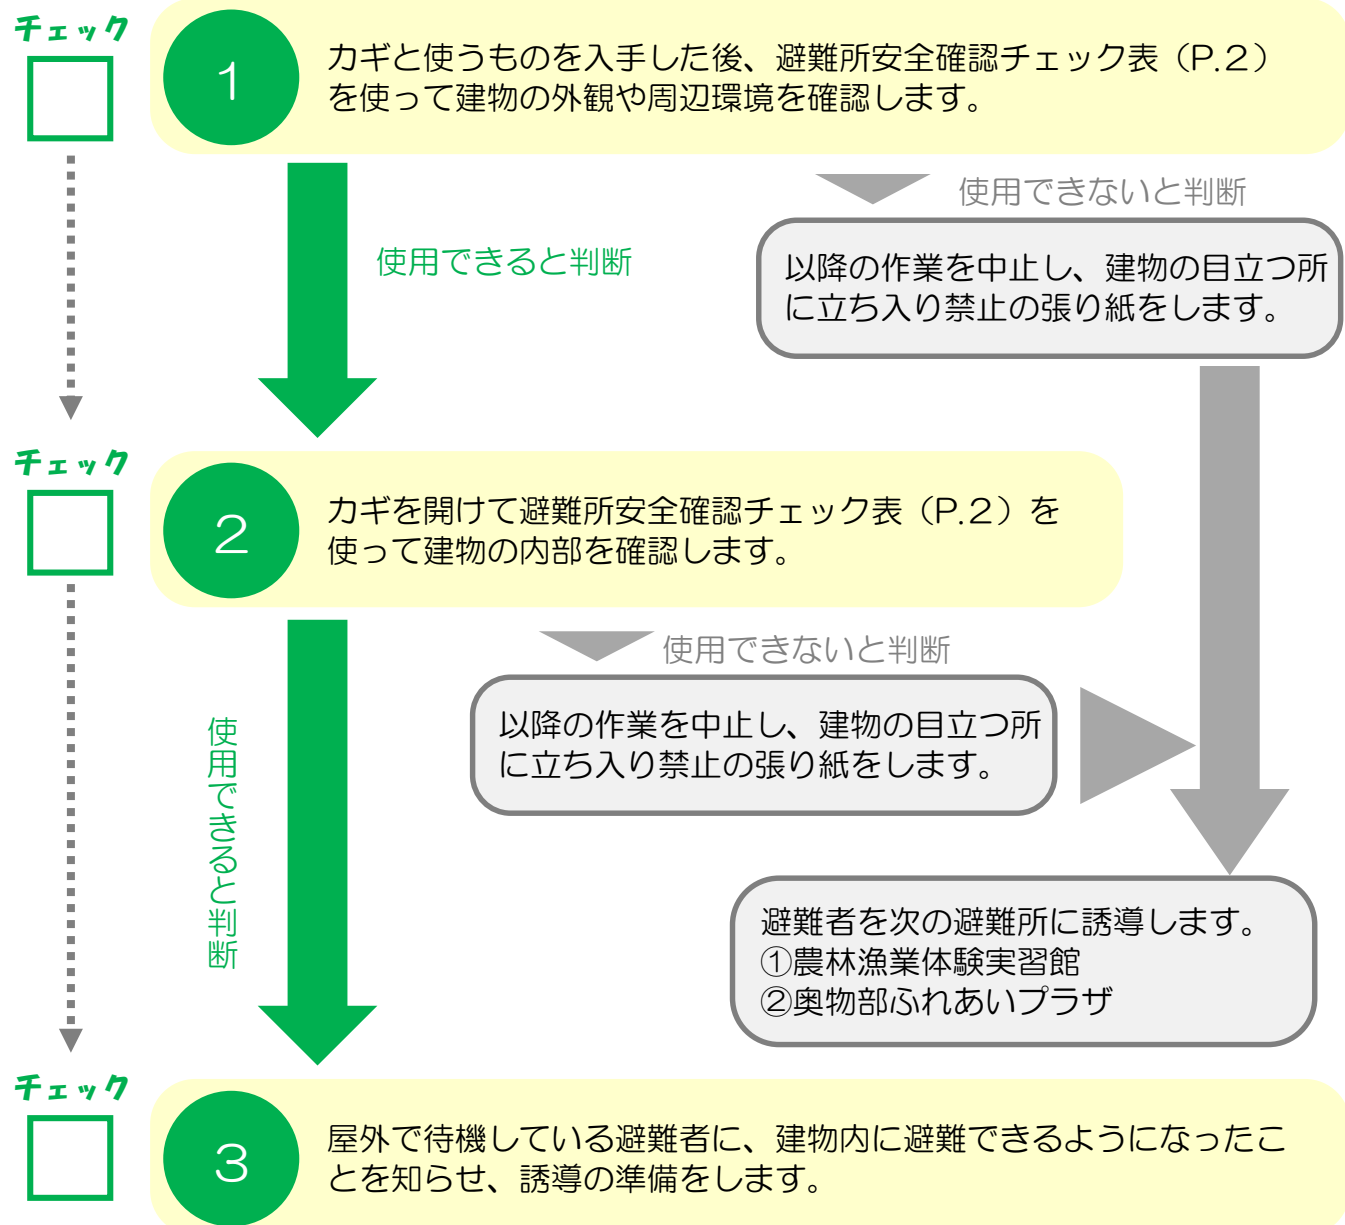 チェック
1
カギと使うものを入手した後、避難所安全確認チェック表（P.2）
を使って建物の外観や周辺環境を確認します。
使用できないと判断
使用できると判断
以降の作業を中止し、建物の目立つ所
に立ち入り禁止の張り紙をします。
チェック
2
カギを開けて避難所安全確認チェック表（P.2）を
使って建物の内部を確認します。
使用できないと判断
使用できると判断
以降の作業を中止し、建物の目立つ所
に立ち入り禁止の張り紙をします。
避難者を次の避難所に誘導します。
①農林漁業体験実習館
②奥物部ふれあいプラザ
チェック
3
屋外で待機している避難者に、建物内に避難できるようになったこ
とを知らせ、誘導の準備をします。